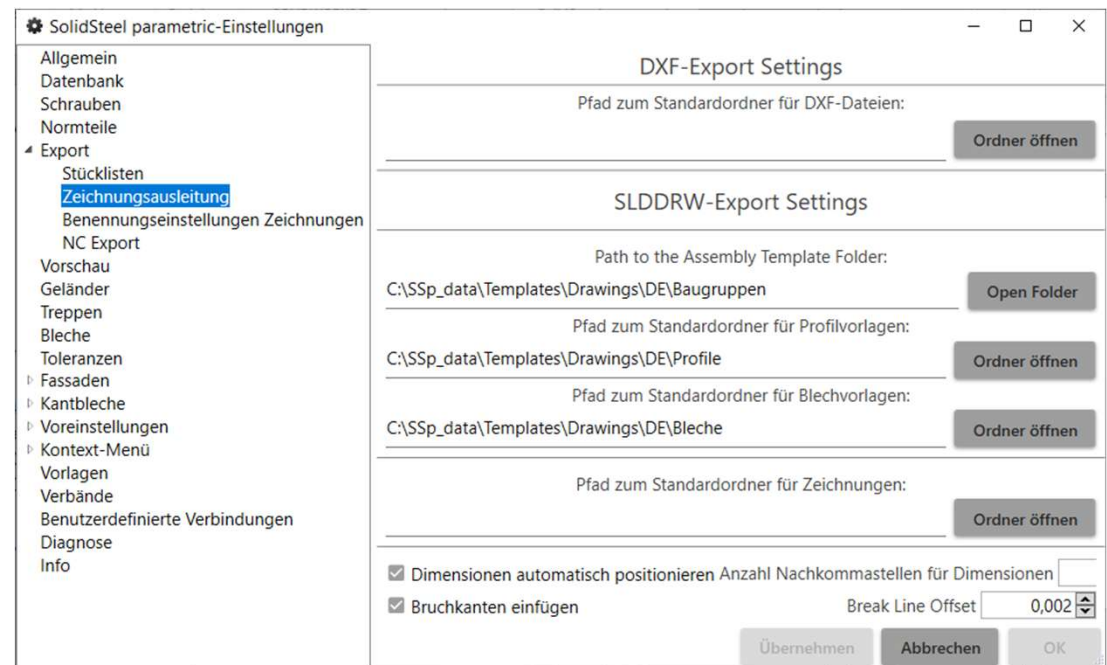 SolidSteel parametric-Einstellungen
Allgemein
Datenbank
Schrauben
Normteile
Export
Stücklisten
Zeichnungsausleitung
Benennungseinstellungen Zeichnungen
NC Export
Vorschau
Geländer
Treppen
Bleche
Toleranzen
Fassaden
Kantbleche
Voreinstellungen
Kontext-Menü
Vorlagen
Verbände
Benutzerdefinierte Verbindungen
Diagnose
Info
DXF-Export Settings
Pfad zum Standardordner für DXF-Dateien:
Ordner öffnen
SLDDRW-Export Settings
Path to the Assembly Template Folder:
C:\SSp_data\Templates\Drawings\DE\Baugruppen Open Folder
Pfad zum Standardordner für Profilvorlagen:
C:\SSp_data\Templates\Drawings\DE\Profile Ordner öffnen
Pfad zum Standardordner für Blechvorlagen:
C:\SSp_data\Templates\Drawings\DE\Bleche Ordner öffnen
Pfad zum Standardordner für Zeichnungen:
Ordner öffnen
Dimensionen automatisch positionieren Anzahl Nachkommastellen für Dimensionen
Bruchkanten einfügen Break Line Offset 0,002
Übernehmen Abbrechen OK